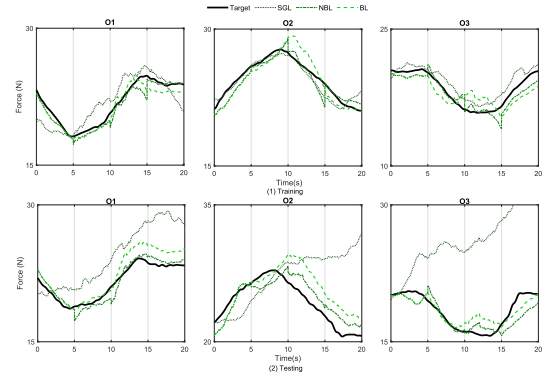 Target SGL NBL BL
O1 O2 O3
30 30 25
Force (N)
15 15 10
0 5 10 15 20 0 5 10 15 20 0 5 10 15 20
Time(s)
(1) Training
O1 O2 O3
30 35 30
Force (N)
15 15 15
0 5 10 15 20 0 5 10 15 20 0 5 10 15 20
Time(s)
(2) Testing